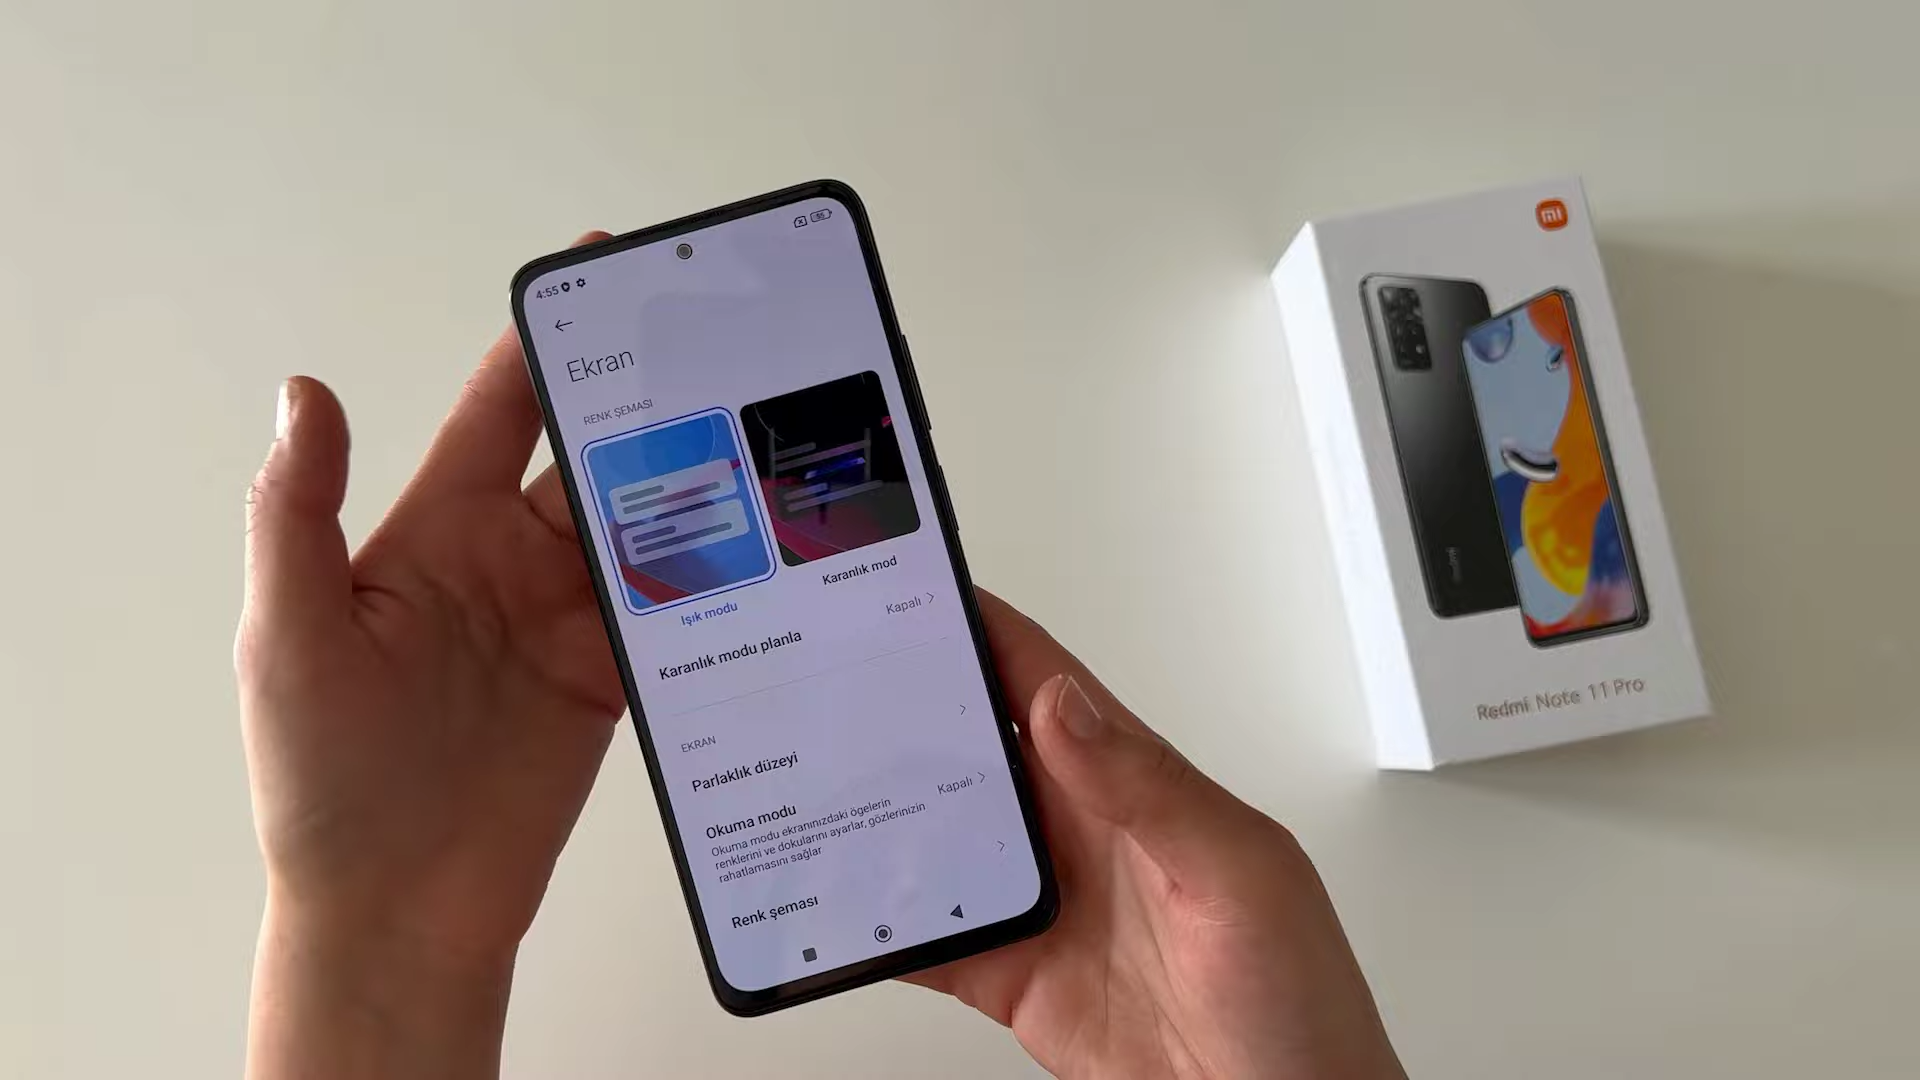 4:55
55
Ekran
RENK ŞEMASI
Işık modu
Karanlık mod
Karanlık modu planla
Kapalı
EKRAN
Parlaklık düzeyi
Okuma modu
Kapalı
Okuma modu ekranınızdaki ögelerin
renklerini ve dokularını ayarlar, gözlerinizin
rahatlamasını sağlar
Renk şeması
mi
Redmi Note 11 Pro